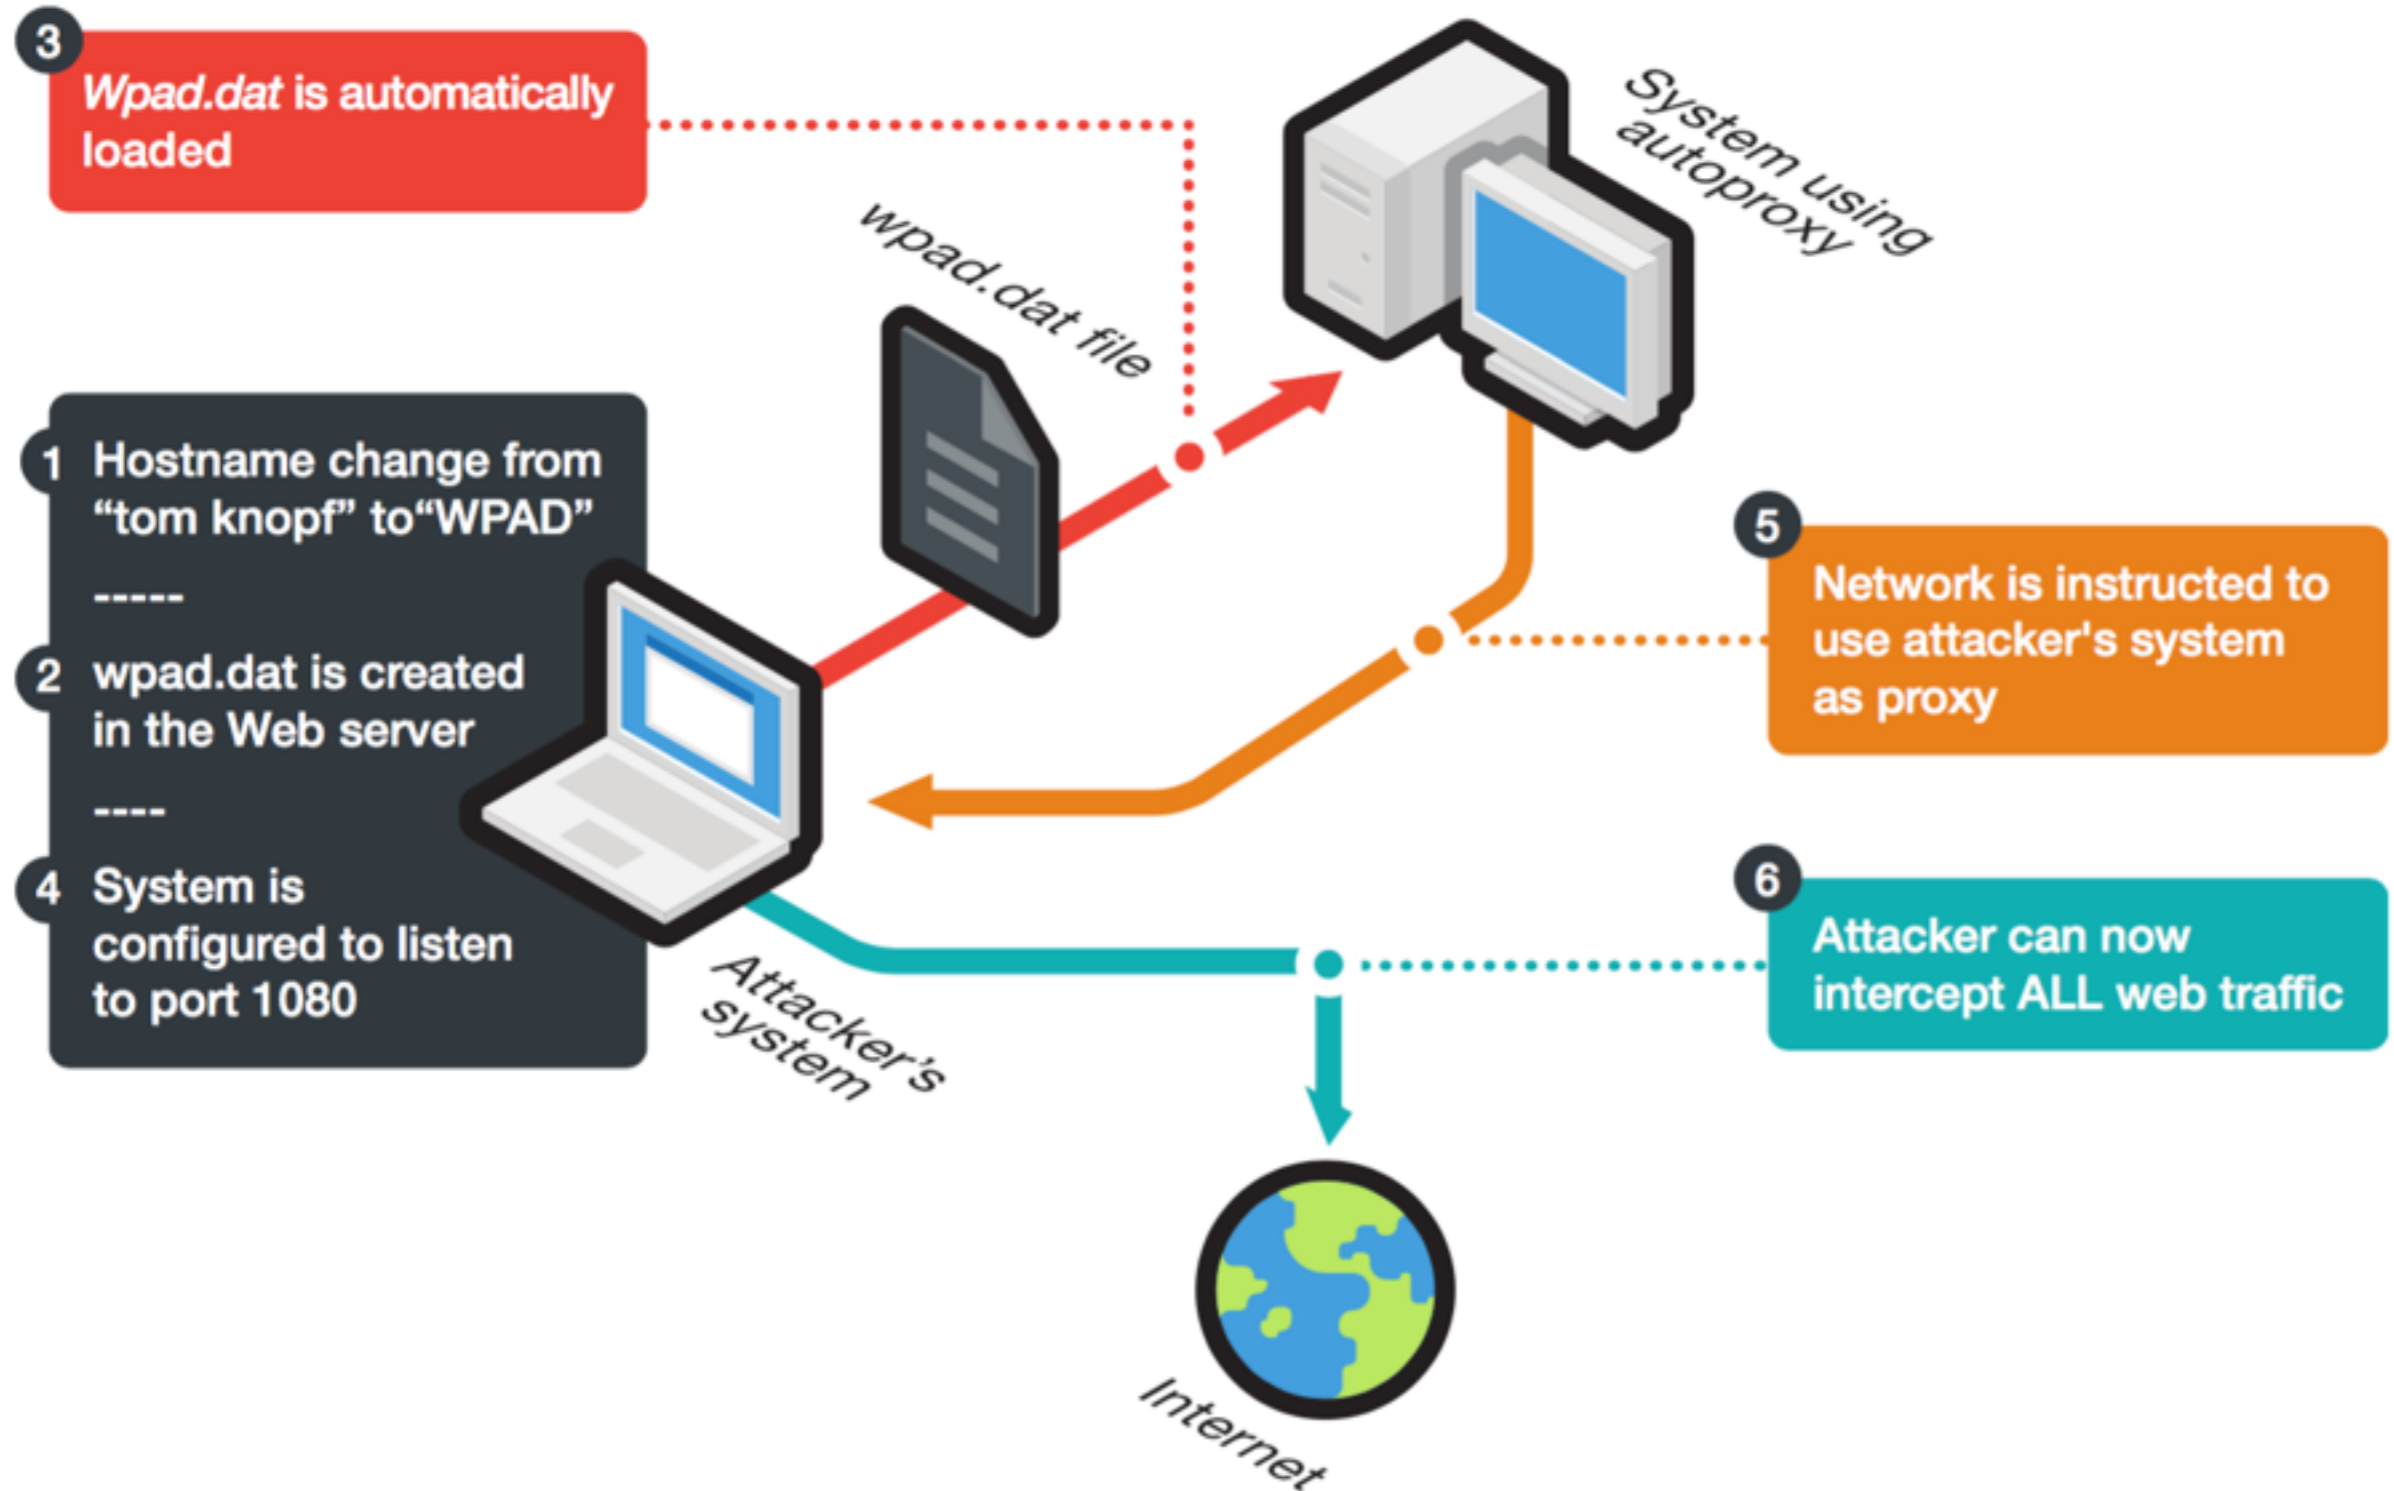 3
Wpad.dat is automatically
loaded
System using
autoproxy
wpad.dat file
1
Hostname change from
“tom knopf” to“WPAD”
-----
2
wpad.dat is created
in the Web server
----
4
System is
configured to listen
to port 1080
Attacker’s
system
5
Network is instructed to
use attacker's system
as proxy
6
Attacker can now
intercept ALL web traffic
Internet